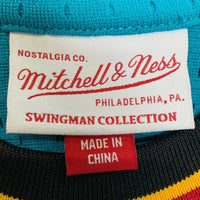 NOSTALGIA CO.
Mitchell & Ness
PHILADELPHIA, PA.
SWINGMAN COLLECTION
MADE IN
CHINA